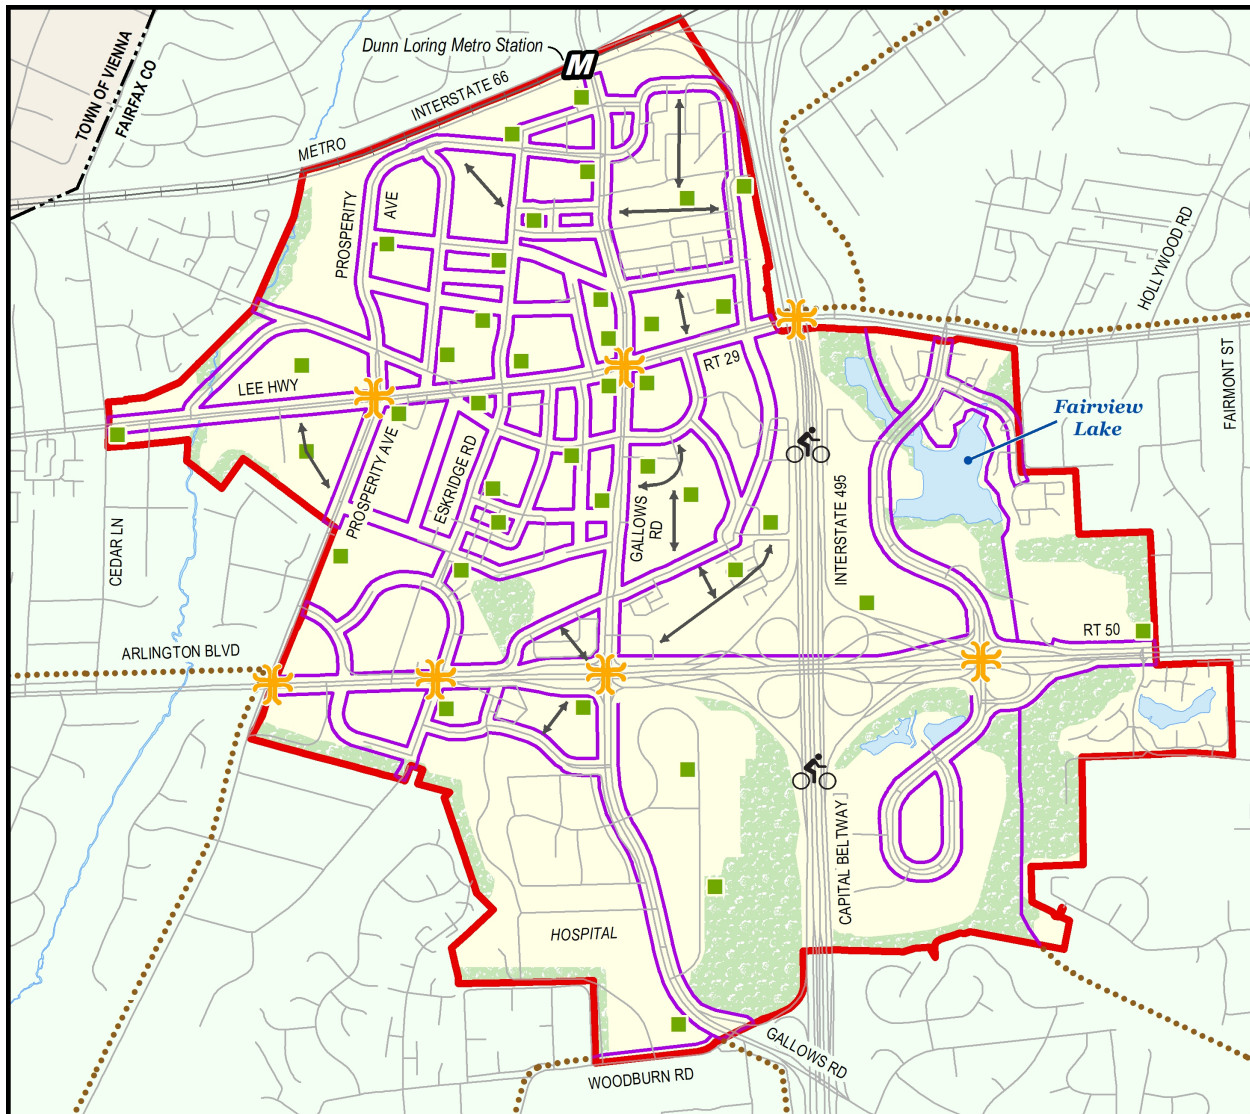 Dunn Loring Metro Station
M
TOWN OF VIENNA
FAIRFAX CO
INTERSTATE 66
METRO
PROSPERITY
AVE
HOLLYWOOD RD
FAIRMONT ST
RT 29
LEE HWY
Fairview
Lake
PROSPERITY AVE
ESKRIDGE RD
GALLOWS
RD
INTERSTATE 495
CEDAR LN
ARLINGTON BLVD
RT 50
CAPITAL BELTWAY
HOSPITAL
GALLOWS RD
WOODBURN RD